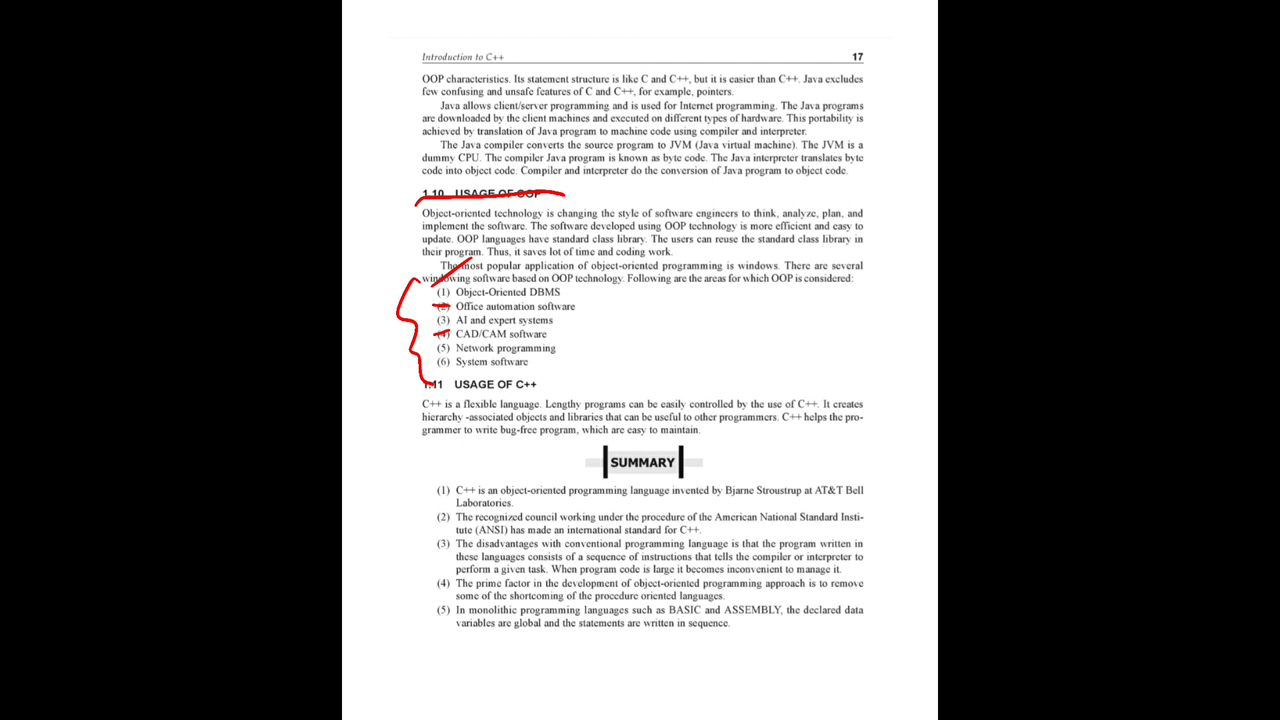 Introduction to C++ 17
OOP characteristics. Its statement structure is like C and C++, but it is easier than C++. Java excludes
few confusing and unsafe features of C and C++, for example, pointers.
Java allows client/server programming and is used for Internet programming. The Java programs
are downloaded by the client machines and executed on different types of hardware. This portability is
achieved by translation of Java program to machine code using compiler and interpreter.
The Java compiler converts the source program to JVM (Java virtual machine). The JVM is a
dummy CPU. The compiler Java program is known as byte code. The Java interpreter translates byte
code into object code. Compiler and interpreter do the conversion of Java program to object code.
1.10 USAGE OF OOP
Object-oriented technology is changing the style of software engineers to think, analyze, plan, and
implement the software. The software developed using OOP technology is more efficient and easy to
update. OOP languages have standard class library. The users can reuse the standard class library in
their program. Thus, it saves lot of time and coding work.
The most popular application of object-oriented programming is windows. There are several
windowing software based on OOP technology. Following are the areas for which OOP is considered:
(1) Object-Oriented DBMS
(2) Office automation software
(3) AI and expert systems
(4) CAD/CAM software
(5) Network programming
(6) System software
1.11 USAGE OF C++
C++ is a flexible language. Lengthy programs can be easily controlled by the use of C++. It creates
hierarchy -associated objects and libraries that can be useful to other programmers. C++ helps the pro-
grammer to write bug-free program, which are easy to maintain.
SUMMARY
(1) C++ is an object-oriented programming language invented by Bjarne Stroustrup at AT&T Bell
Laboratories.
(2) The recognized council working under the procedure of the American National Standard Insti-
tute (ANSI) has made an international standard for C++.
(3) The disadvantages with conventional programming language is that the program written in
these languages consists of a sequence of instructions that tells the compiler or interpreter to
perform a given task. When program code is large it becomes inconvenient to manage it.
(4) The prime factor in the development of object-oriented programming approach is to remove
some of the shortcoming of the procedure oriented languages.
(5) In monolithic programming languages such as BASIC and ASSEMBLY, the declared data
variables are global and the statements are written in sequence.